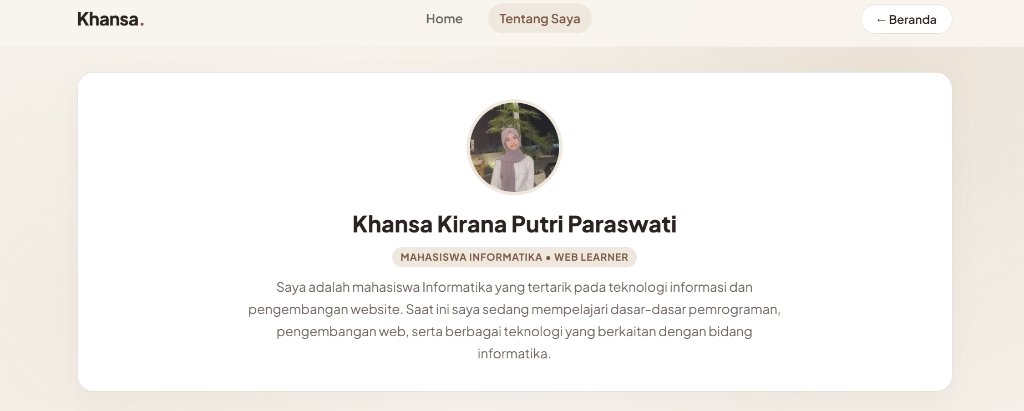 Khansa.
Home
Tentang Saya
← Beranda
Khansa Kirana Putri Paraswati
MAHASISWA INFORMATIKA • WEB LEARNER
Saya adalah mahasiswa Informatika yang tertarik pada teknologi informasi dan
pengembangan website. Saat ini saya sedang mempelajari dasar-dasar pemrograman,
pengembangan web, serta berbagai teknologi yang berkaitan dengan bidang
informatika.